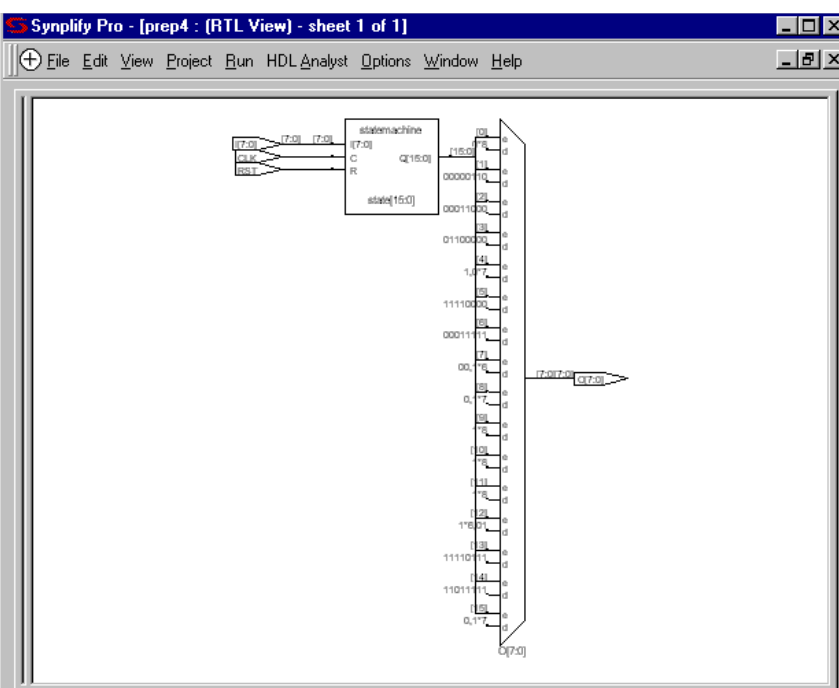 Synplify Pro - [prep4 : (RTL View) - sheet 1 of 1]
File Edit View Project Run HDL Analyst Options Window Help
I[7:0]
[7:0] [7:0]
CLK
RST
statemachine
I[7:0]
C
Q[15:0]
R
state[15:0]
[15:0]
[0]
e
d
[1]
00000110
e
d
[2]
00011000
e
d
[3]
01100000
e
d
[4]
1,0*7
e
d
[5]
11110000
e
d
[6]
00011111
e
d
[7]
00,1*6
e
d
[8]
0,1*7
e
d
[9]
1*8
e
d
[10]
1*8
e
d
[11]
1*8
e
d
[12]
1*6,01
e
d
[13]
11110111
e
d
[14]
11011111
e
d
[15]
0,1*7
e
d
O[7:0]
[7:0][7:0]
O[7:0]